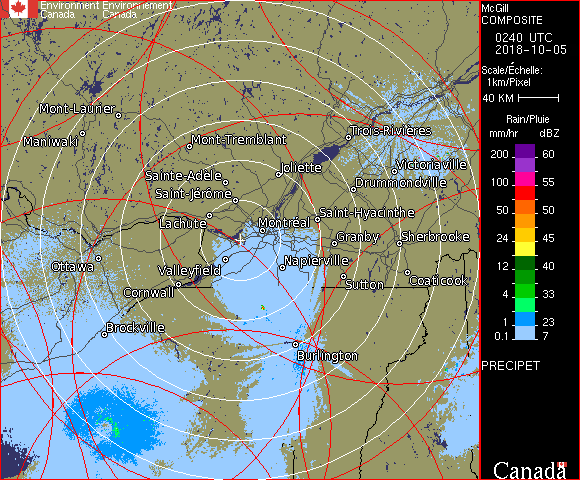 Environment Environnement
Canada Canada
McGill
COMPOSITE
0240 UTC
2018-10-05
Scale/Échelle:
1km/Pixel
40 KM
Rain/Pluie
mm/hr dBZ
200 60
100 55
50 50
24 45
12 40
4 33
1 23
0.1 7
PRECIPET
Canada
Mont-Laurier
Maniwaki
Mont-Tremblant
Trois-Rivières
Sainte-Adèle
Joliette
Victoriaville
Saint-Jérôme
Drummondville
Lachute
Montréal
Saint-Hyacinthe
Granby
Sherbrooke
Ottawa
Valleyfield
Napierville
Cornwall
Sutton
Coaticook
Brockville
Burlington